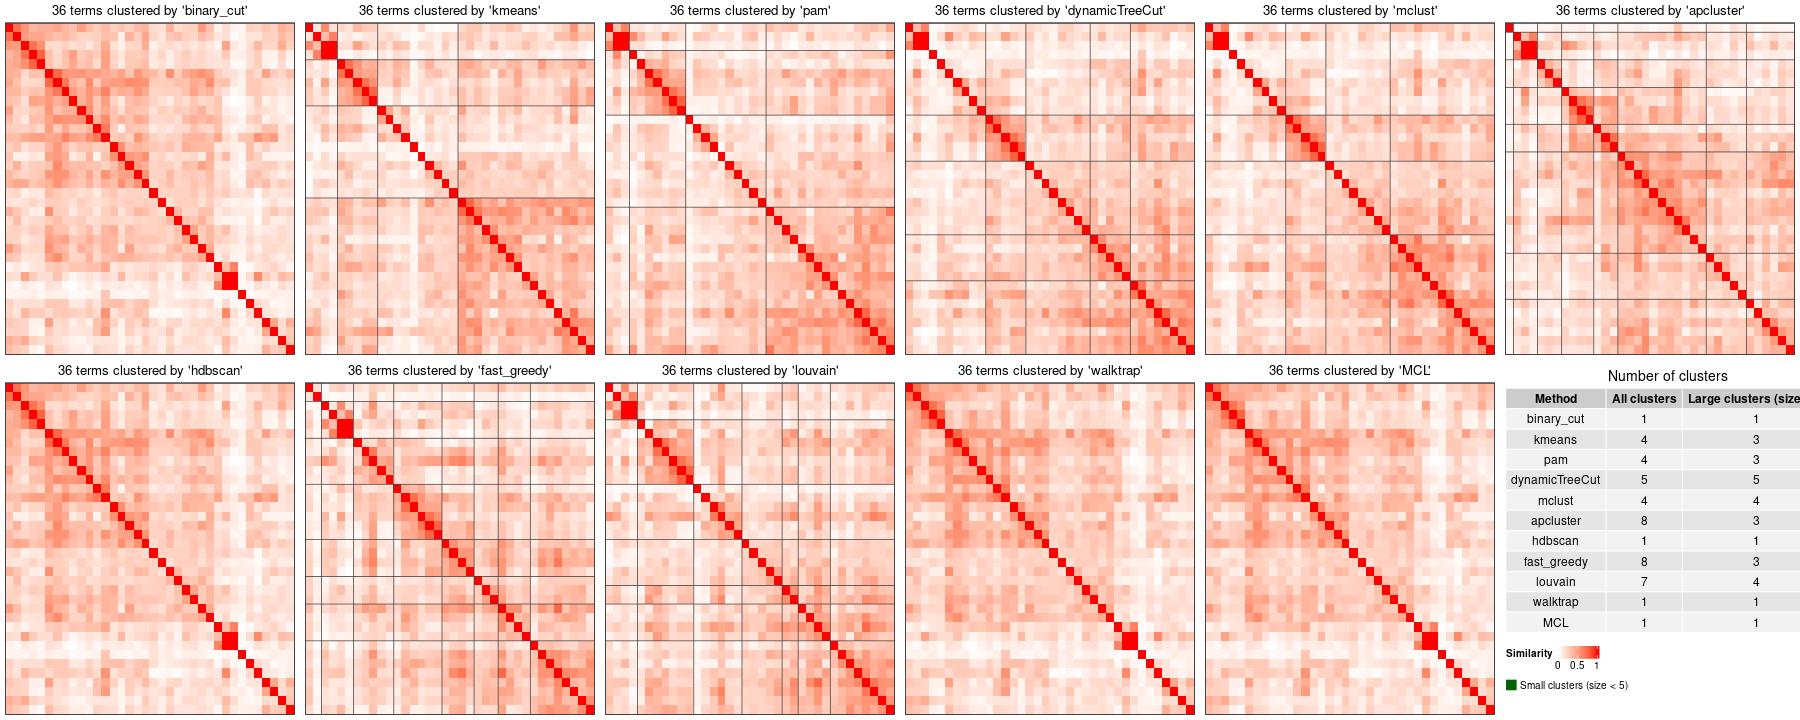 36 terms clustered by 'binary_cut'
36 terms clustered by 'kmeans'
36 terms clustered by 'pam'
36 terms clustered by 'dynamicTreeCut'
36 terms clustered by 'mclust'
36 terms clustered by 'apcluster'
36 terms clustered by 'hdbscan'
36 terms clustered by 'fast_greedy'
36 terms clustered by 'louvain'
36 terms clustered by 'walktrap'
36 terms clustered by 'MCL'
Number of clusters
Method All clusters Large clusters (size
binary_cut 1 1
kmeans 4 3
pam 4 3
dynamicTreeCut 5 5
mclust 4 4
apcluster 8 3
hdbscan 1 1
fast_greedy 8 3
louvain 7 4
walktrap 1 1
MCL 1 1
Similarity
0 0.5 1
Small clusters (size < 5)